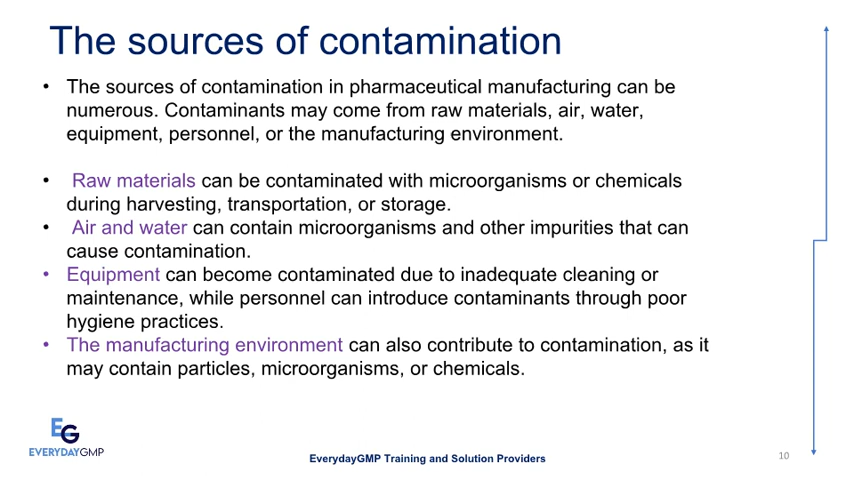 The sources of contamination
• The sources of contamination in pharmaceutical manufacturing can be
numerous. Contaminants may come from raw materials, air, water,
equipment, personnel, or the manufacturing environment.
• Raw materials can be contaminated with microorganisms or chemicals
during harvesting, transportation, or storage.
• Air and water can contain microorganisms and other impurities that can
cause contamination.
• Equipment can become contaminated due to inadequate cleaning or
maintenance, while personnel can introduce contaminants through poor
hygiene practices.
• The manufacturing environment can also contribute to contamination, as it
may contain particles, microorganisms, or chemicals.
EG
EVERYDAYGMP
EverydayGMP Training and Solution Providers
10